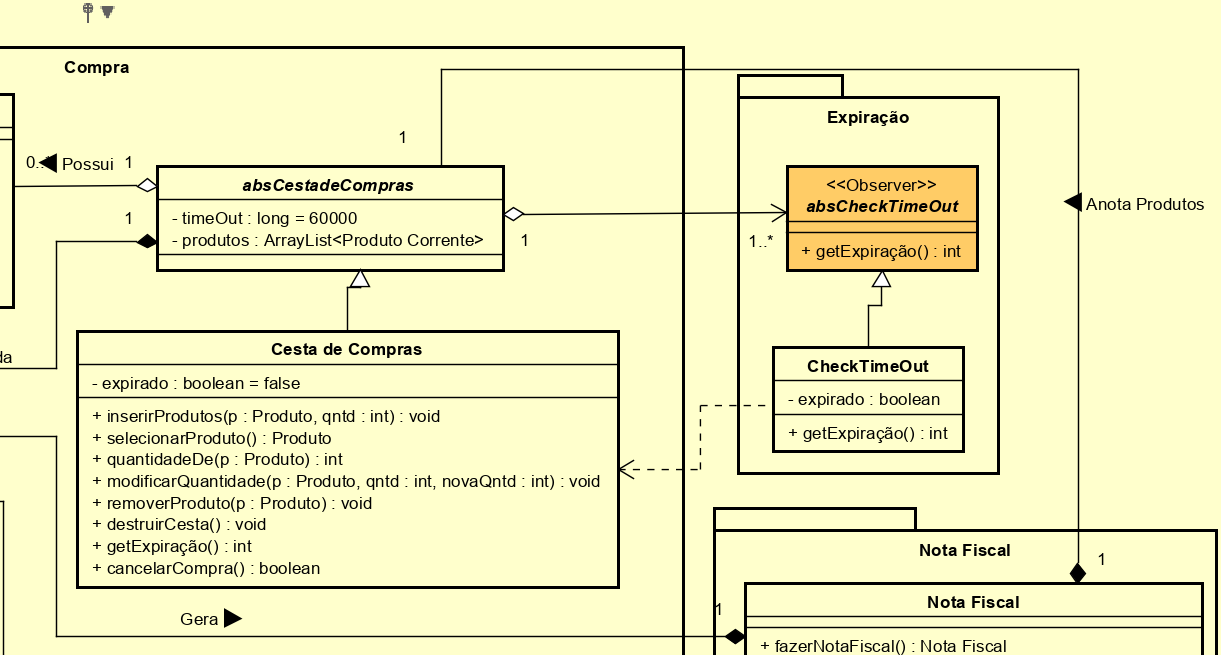 Compra
Expiração
1
0..
Possui
1
absCestadeCompras
- timeOut : long = 60000
- produtos : ArrayList<Produto Corrente>
1
1
1..*
<<Observer>>
absCheckTimeOut
+ getExpiração() : int
Anota Produtos
da
Cesta de Compras
- expirado : boolean = false
+ inserirProdutos(p : Produto, qntd : int) : void
+ selecionarProduto() : Produto
+ quantidadeDe(p : Produto) : int
+ modificarQuantidade(p : Produto, qntd : int, novaQntd : int) : void
+ removerProduto(p : Produto) : void
+ destruirCesta() : void
+ getExpiração() : int
+ cancelarCompra() : boolean
CheckTimeOut
- expirado : boolean
+ getExpiração() : int
Nota Fiscal
1
Gera
1
Nota Fiscal
+ fazerNotaFiscal() : Nota Fiscal